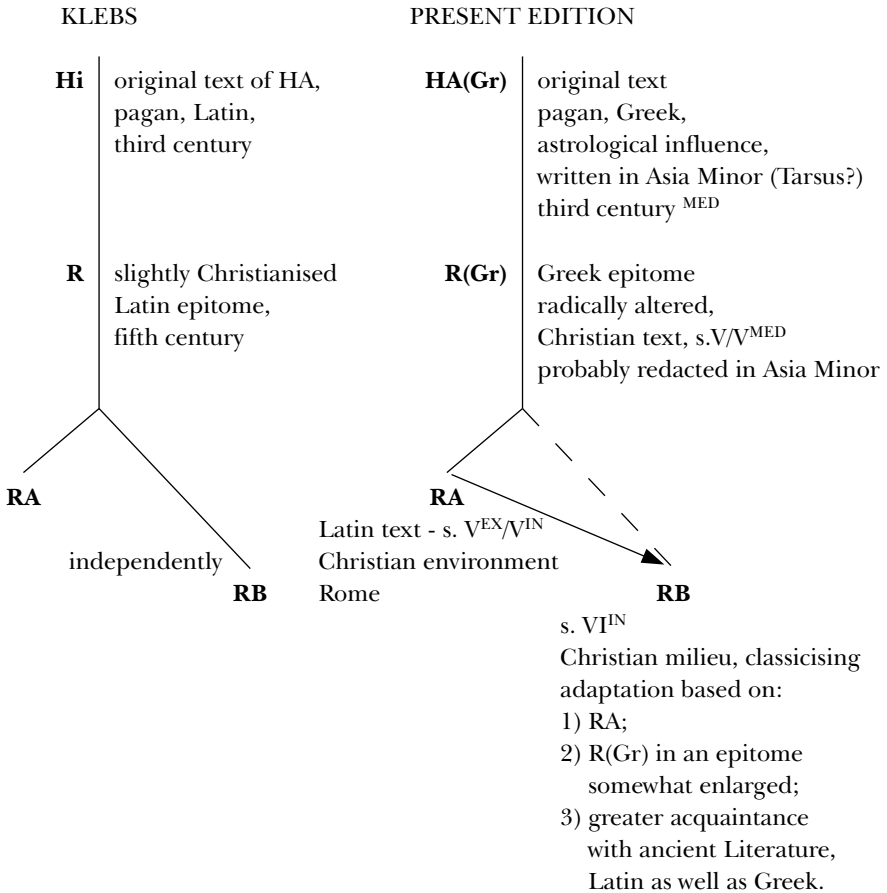 KLEBS
Hi original text of HA,
pagan, Latin,
third century
R slightly Christianised
Latin epitome,
fifth century
RA
independently
RB
PRESENT EDITION
HA(Gr) original text
pagan, Greek,
astrological influence,
written in Asia Minor (Tarsus?)
third century MED
R(Gr) Greek epitome
radically altered,
Christian text, s.V/VMED
probably redacted in Asia Minor
RA
Latin text - s. VEX/VIN
Christian environment
Rome
RB
s. VIIN
Christian milieu, classicising
adaptation based on:
1) RA;
2) R(Gr) in an epitome
somewhat enlarged;
3) greater acquaintance
with ancient Literature,
Latin as well as Greek.